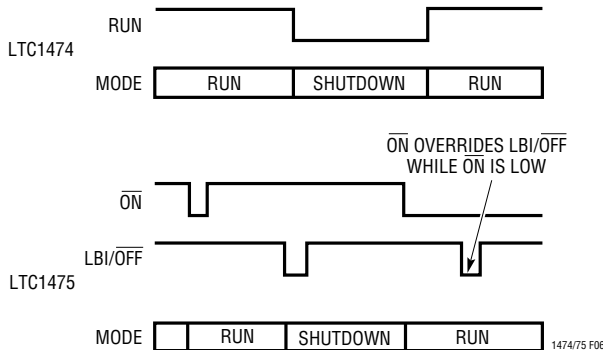 RUN
LTC1474
MODE RUN SHUTDOWN RUN
ON OVERRIDES LBI/OFF
WHILE ON IS LOW
ON
LBI/OFF
LTC1475
MODE RUN SHUTDOWN RUN
1474/75 F06